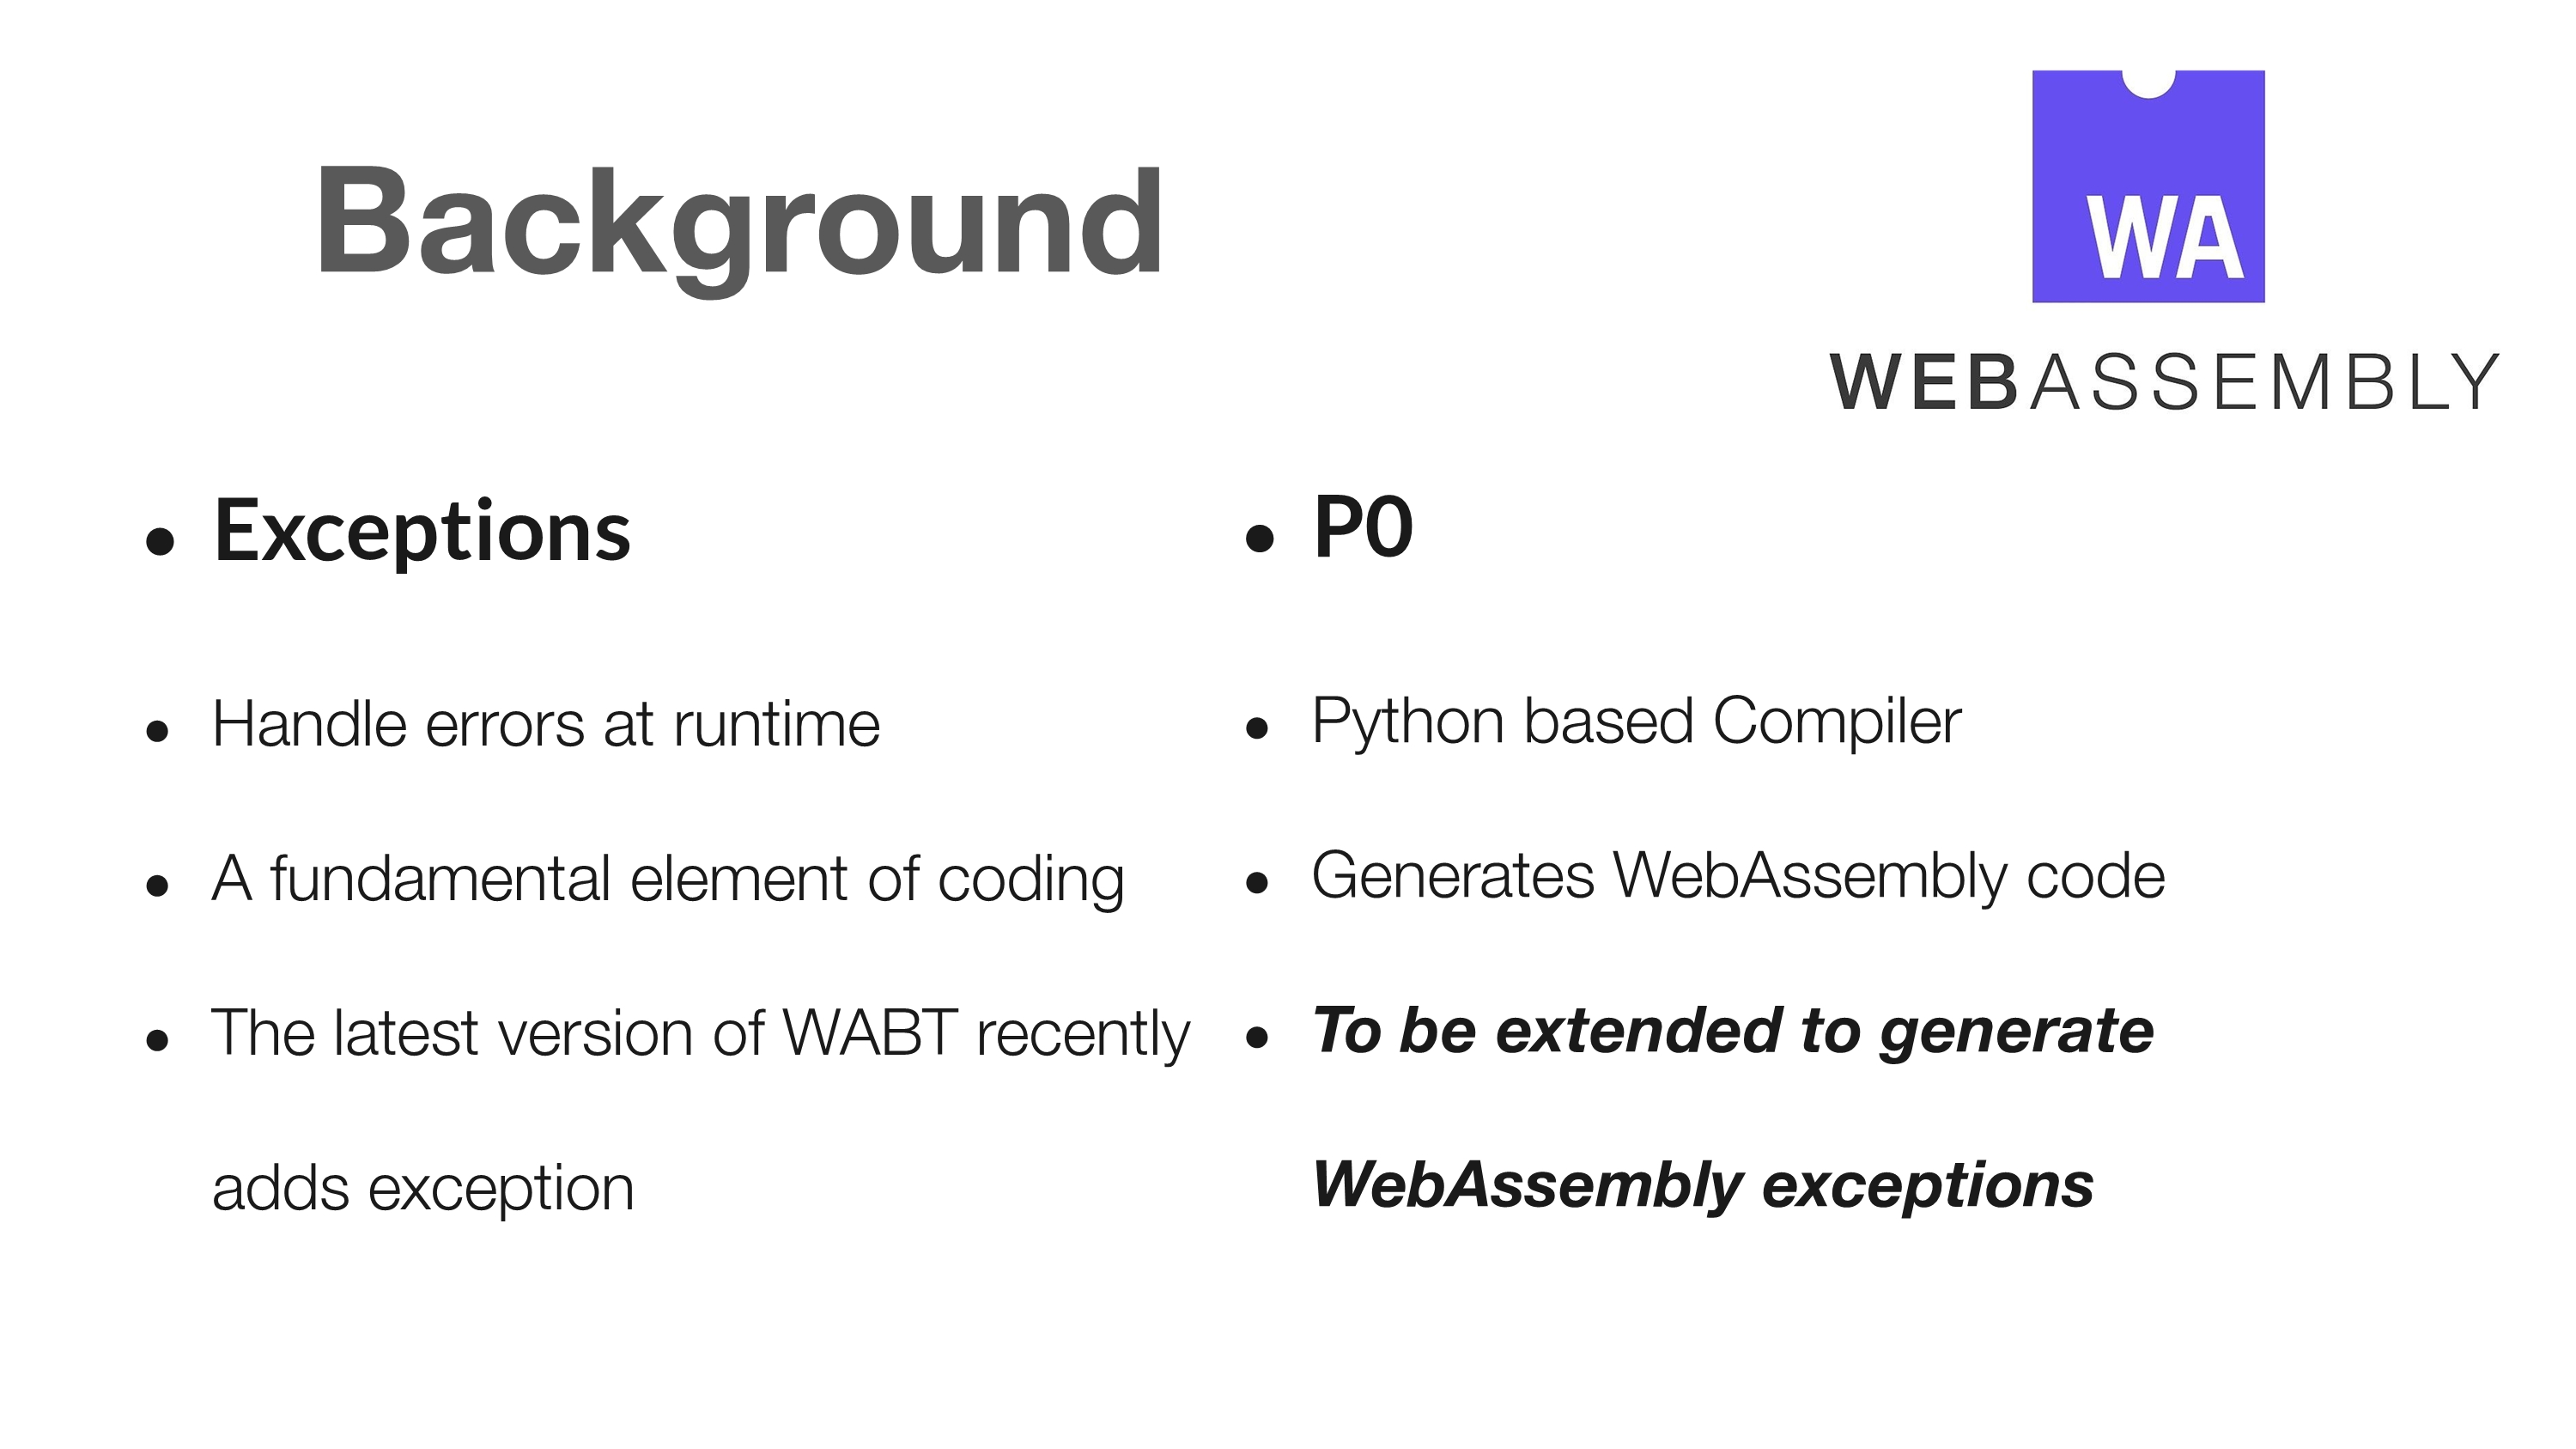 Background
WA
WEBASSEMBLY
• Exceptions
• Handle errors at runtime
• A fundamental element of coding
• The latest version of WABT recently
adds exception
• P0
• Python based Compiler
• Generates WebAssembly code
• To be extended to generate
WebAssembly exceptions